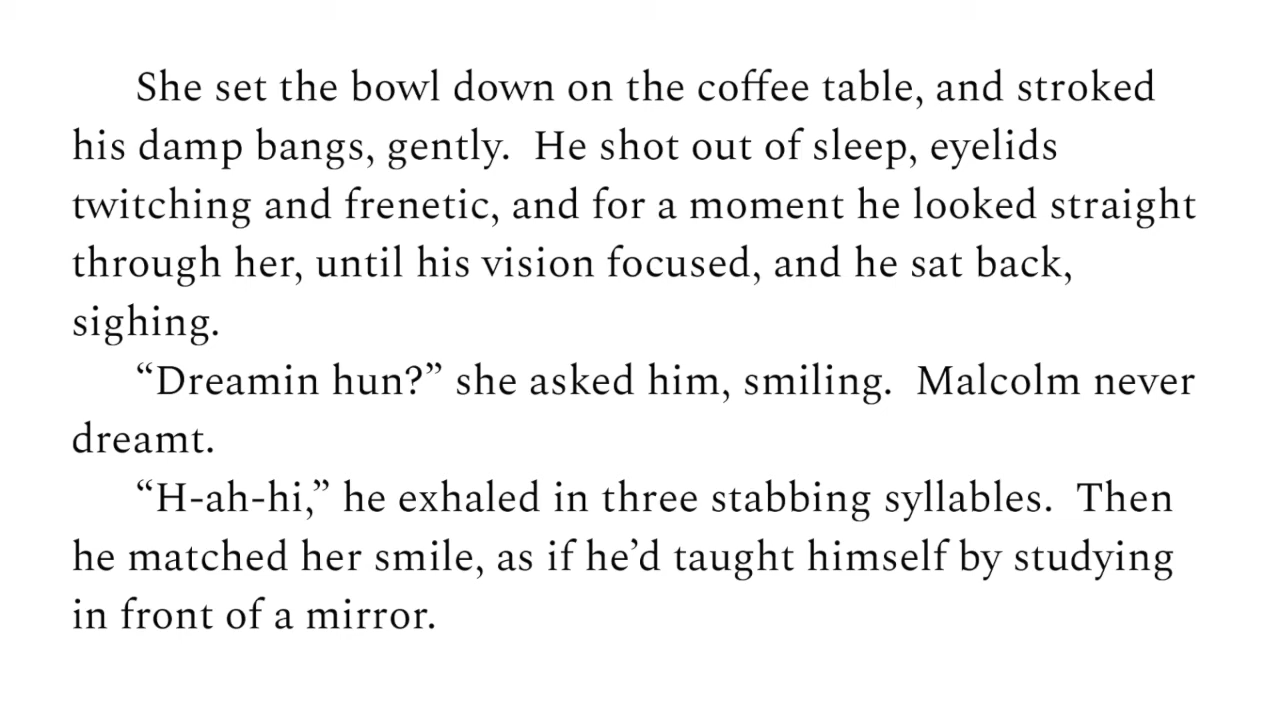 She set the bowl down on the coffee table, and stroked
his damp bangs, gently.  He shot out of sleep, eyelids
twitching and frenetic, and for a moment he looked straight
through her, until his vision focused, and he sat back,
sighing.
“Dreamin hun?” she asked him, smiling.  Malcolm never
dreamt.
“H-ah-hi,” he exhaled in three stabbing syllables.  Then
he matched her smile, as if he’d taught himself by studying
in front of a mirror.